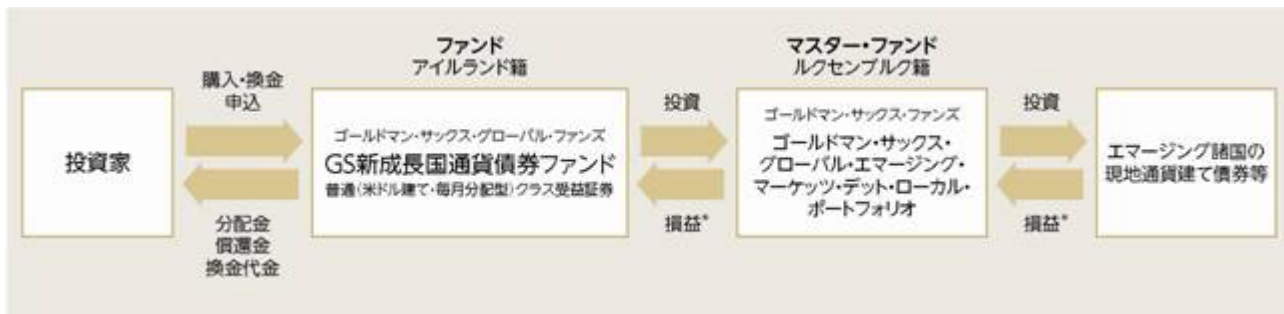 投資家
購入・換金
申込
分配金
償還金
換金代金
ファンド
アイルランド籍
ゴールドマン・サックス・グローバル・ファンズ
GS新成長国通貨債券ファンド
普通(米ドル建て・毎月分配型)クラス受益証券
投資
損益*
マスター・ファンド
ルクセンブルク籍
ゴールドマン・サックス・ファンズ
ゴールドマン・サックス・
グローバル・エマージング・
マーケッツ・デット・ローカル・
ポートフォリオ
投資
損益*
エマージング諸国の
現地通貨建て債券等